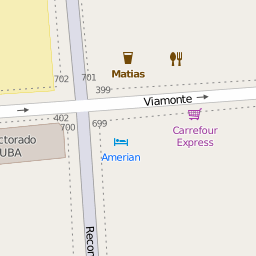 702
701
Matias
399
Viamonte
402
700
699
Carrefour
Express
ctorado
UBA
Amerian
Recon